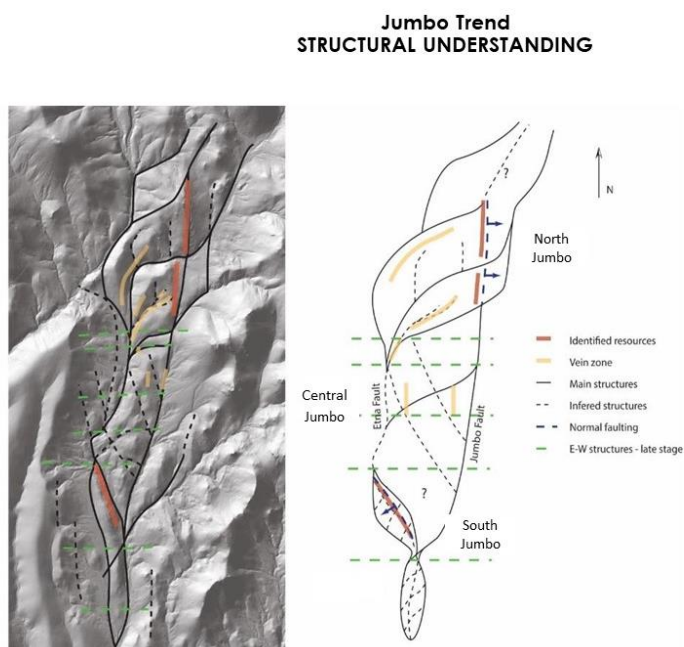 Jumbo Trend
STRUCTURAL UNDERSTANDING
?
N
North
Jumbo
Identified resources
Vein zone
Main structures
Infered structures
Normal faulting
E-W structures - late stage
Central
Jumbo
Etna Fault
Jumbo Fault
?
South
Jumbo